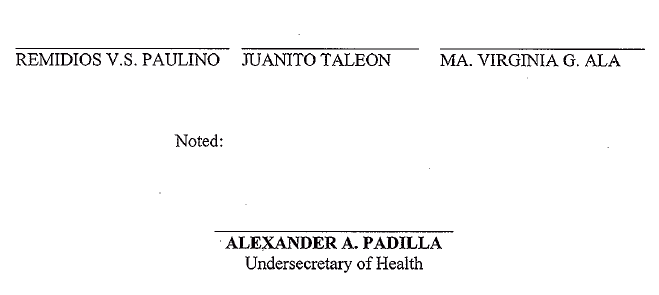 REMIDIOS V.S. PAULINO JUANITO TALEON MA. VIRGINIA G. ALA
Noted:
ALEXANDER A. PADILLA
Undersecretary of Health